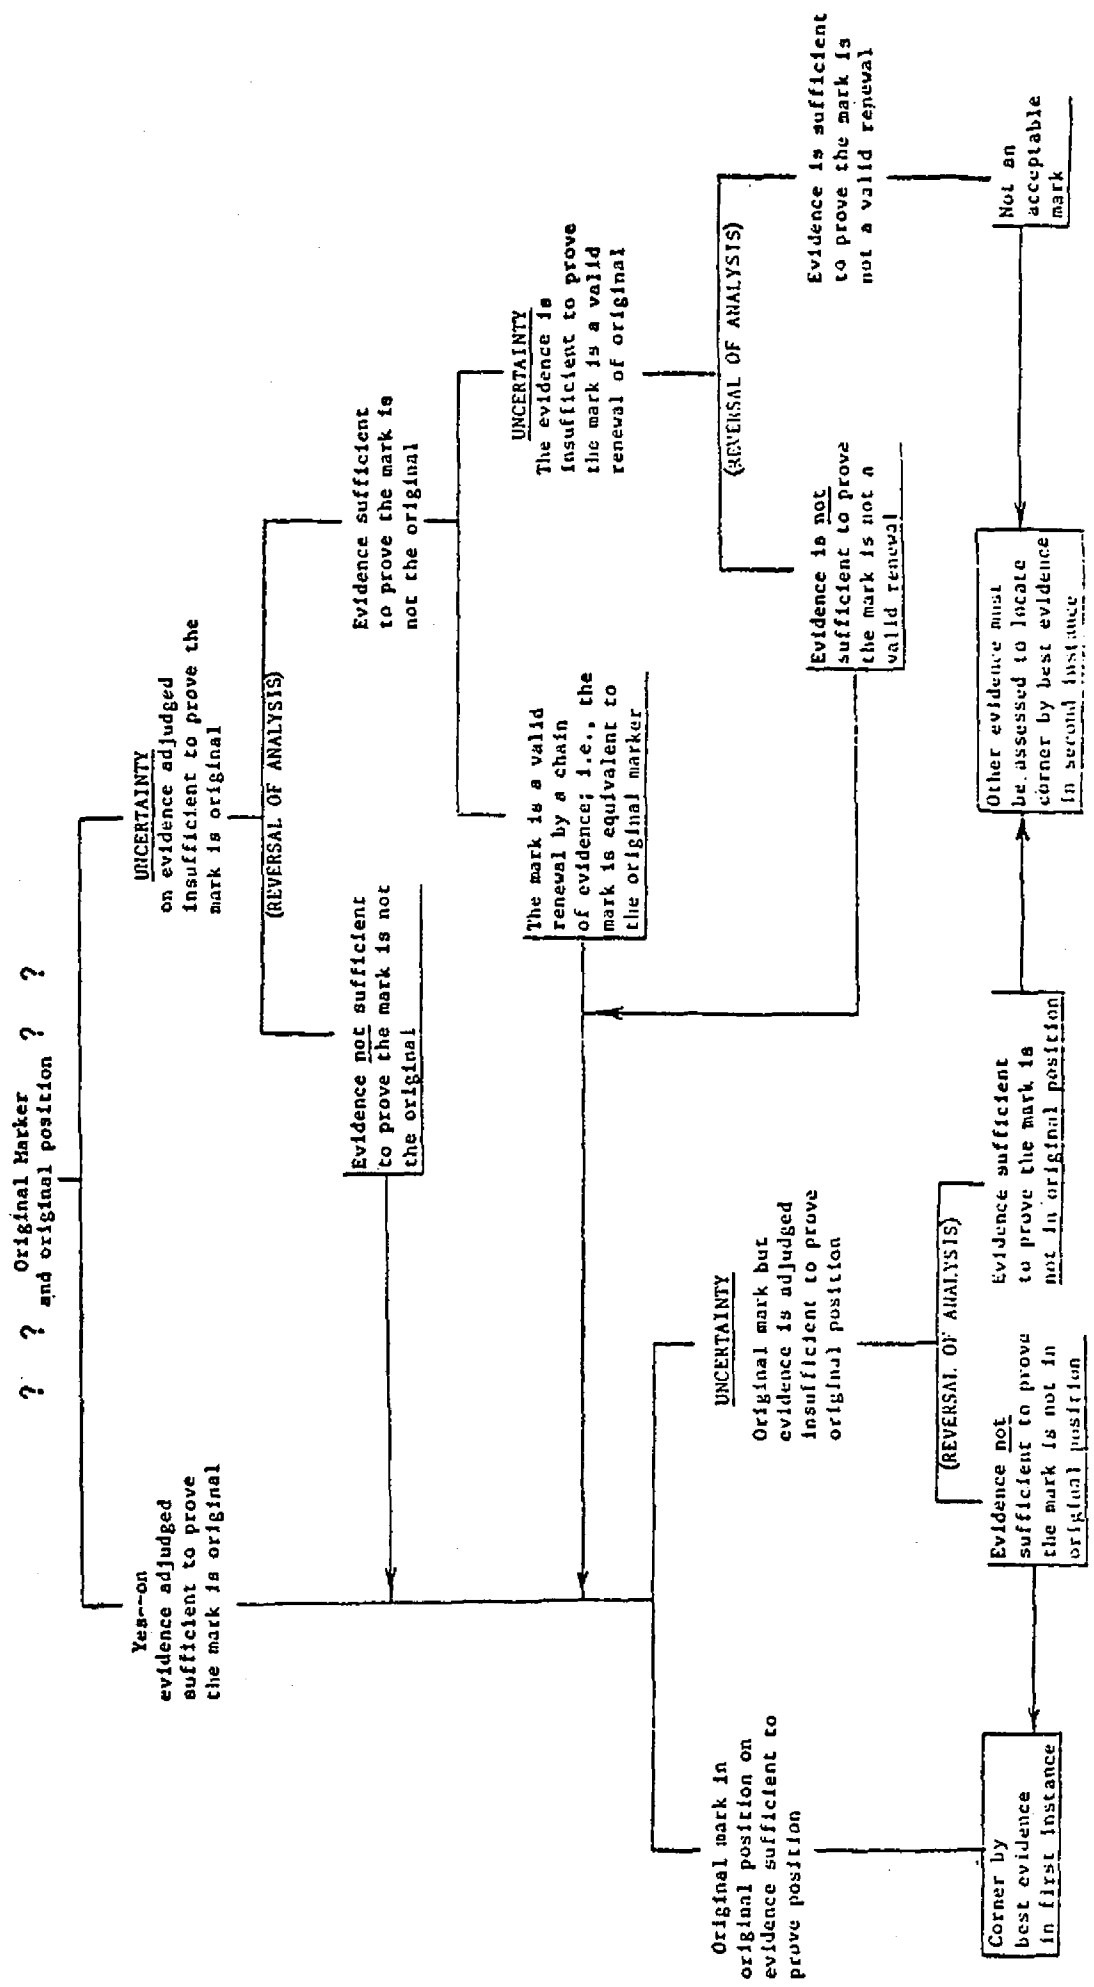 ? ? Original Marker ? ?
and original position
Yes--on
evidence adjudged
sufficient to prove
the mark is original
UNCERTAINTY
on evidence adjudged
insufficient to prove the
mark is original
(REVERSAL OF ANALYSIS)
Evidence not sufficient
to prove the mark is not
the original
Evidence sufficient
to prove the mark is
not the original
The mark is a valid
renewal by a chain
of evidence; i.e., the
mark is equivalent to
the original marker
UNCERTAINTY
The evidence is
insufficient to prove
the mark is a valid
renewal of original
(REVERSAL OF ANALYSIS)
Evidence is not
sufficient to prove
the mark is not a
valid renewal
Evidence is sufficient
to prove the mark is
not a valid renewal
Original mark in
original position on
evidence sufficient to
prove position
UNCERTAINTY
Original mark but
evidence is adjudged
insufficient to prove
original position
(REVERSAL OF ANALYSIS)
Evidence not
sufficient to prove
the mark is not in
original position
Evidence sufficient
to prove the mark is
not in original position
Not an
acceptable
mark
Corner by
best evidence
in first instance
Other evidence must
be assessed to locate
corner by best evidence
in second instance